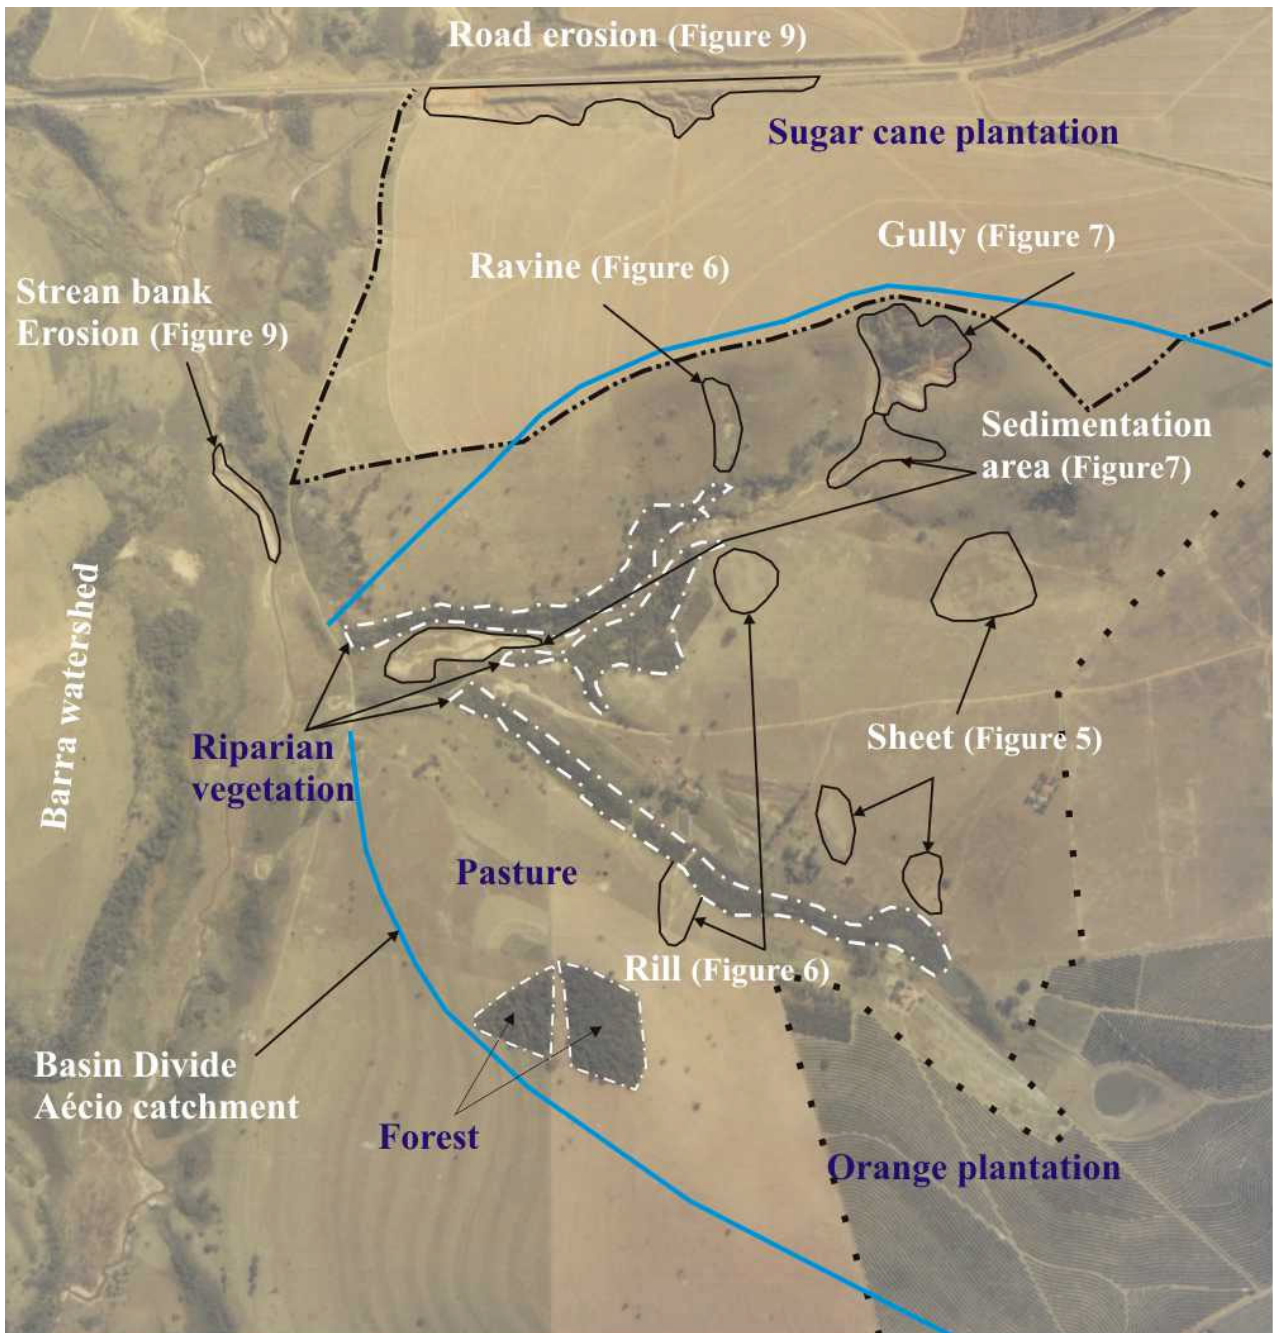 Road erosion (Figure 9)
Sugar cane plantation
Gully (Figure 7)
Ravine (Figure 6)
Strean bank
Erosion (Figure 9)
Sedimentation
area (Figure7)
Barra watershed
Riparian
vegetation
Sheet (Figure 5)
Pasture
Rill (Figure 6)
Basin Divide
Aécio catchment
Forest
Orange plantation